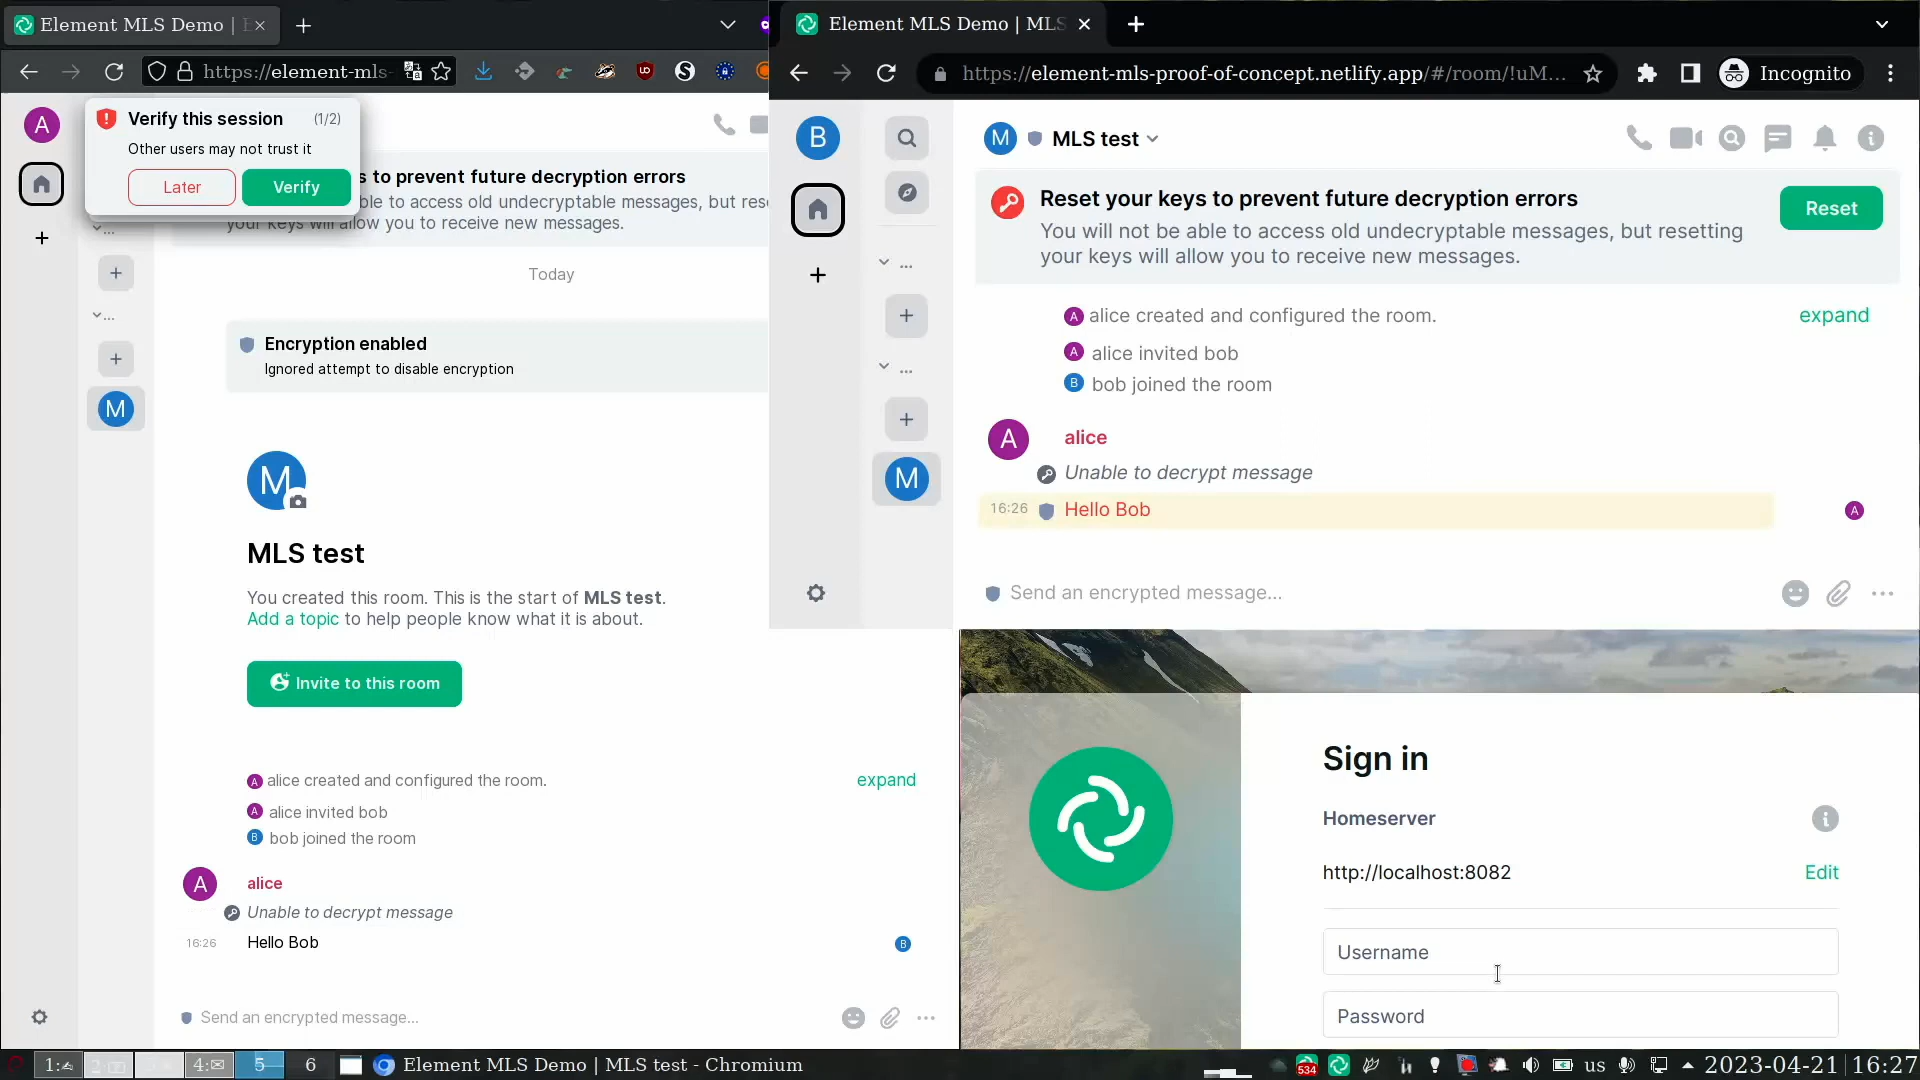 Element MLS Demo |
https://element-mls-
A
Verify this session (1/2)
Other users may not trust it
Later
Verify
s to prevent future decryption errors
ble to access old undecryptable messages, but rese
your keys will allow you to receive new messages.
...
Today
...
Encryption enabled
Ignored attempt to disable encryption
M
M
MLS test
You created this room. This is the start of MLS test.
Add a topic to help people know what it is about.
Invite to this room
A alice created and configured the room.
expand
A alice invited bob
B bob joined the room
A
alice
Unable to decrypt message
16:26 Hello Bob
B
Send an encrypted message...
Element MLS Demo | MLS
https://element-mls-proof-of-concept.netlify.app/#/room/!uM...
Incognito
B
M MLS test
Reset your keys to prevent future decryption errors
You will not be able to access old undecryptable messages, but resetting
your keys will allow you to receive new messages.
Reset
...
...
M
A alice created and configured the room.
expand
A alice invited bob
B bob joined the room
A
alice
Unable to decrypt message
16:26 Hello Bob
A
Send an encrypted message...
Sign in
Homeserver
http://localhost:8082
Edit
Username
Password
1: 4: 5 6 Element MLS Demo | MLS test - Chromium
534 us 2023-04-21 16:27